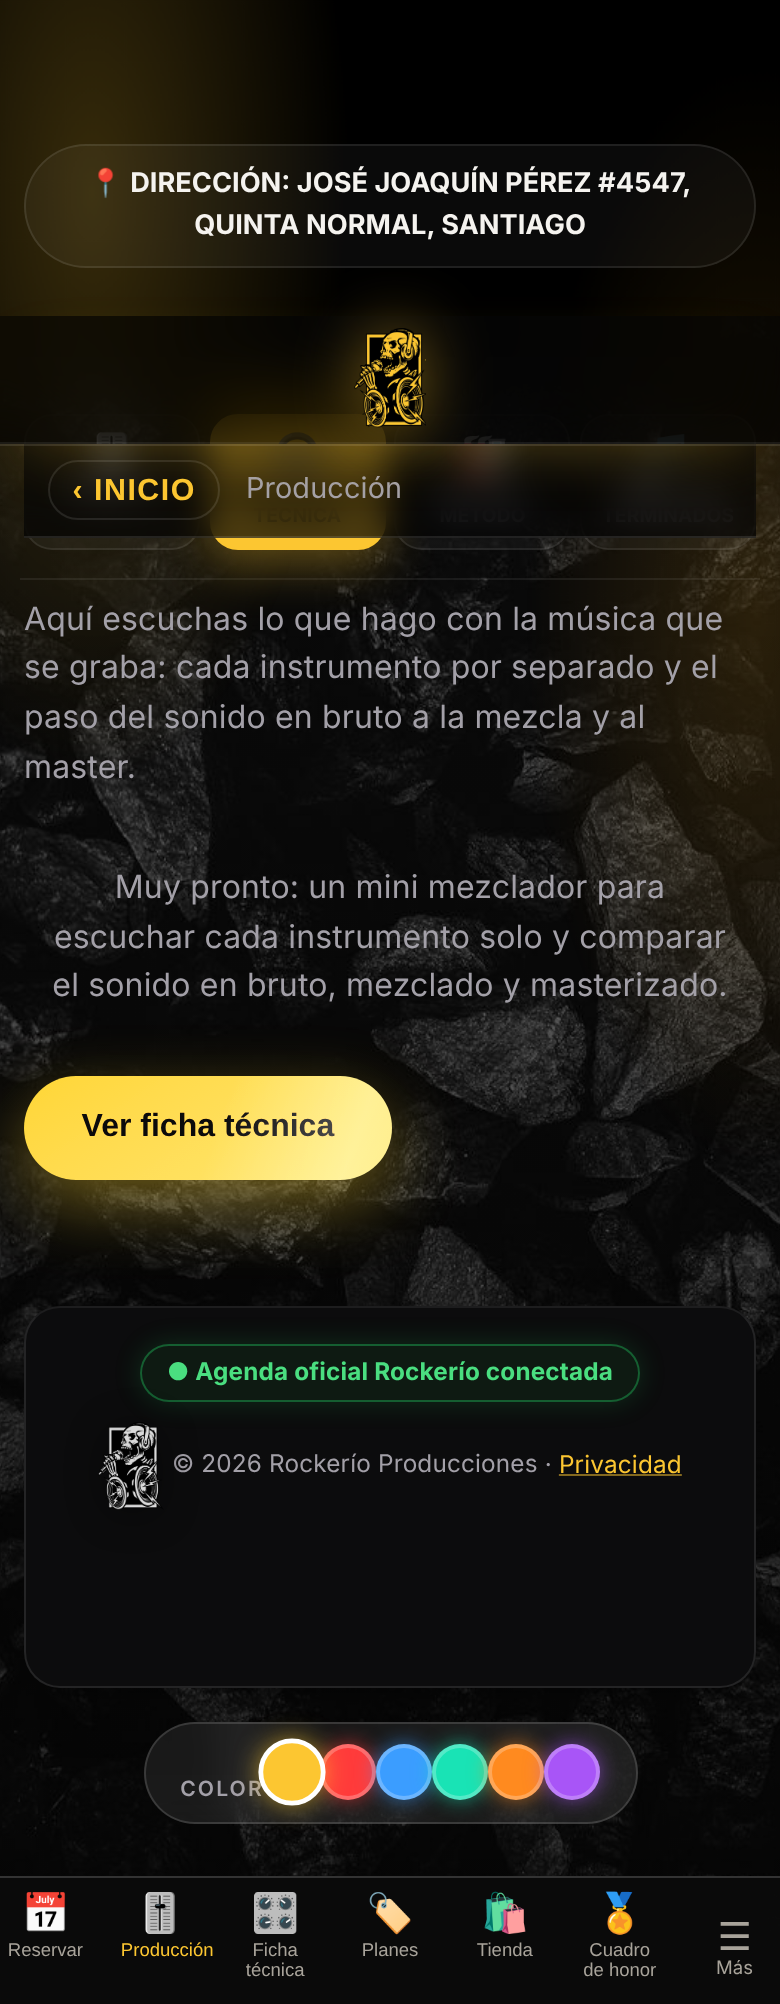 📍 DIRECCIÓN: JOSÉ JOAQUÍN PÉREZ #4547,
QUINTA NORMAL, SANTIAGO
‹ INICIO
Producción
TÉCNICA
MÉTODO
TERMINADOS
Aquí escuchas lo que hago con la música que
se graba: cada instrumento por separado y el
paso del sonido en bruto a la mezcla y al
master.
Muy pronto: un mini mezclador para
escuchar cada instrumento solo y comparar
el sonido en bruto, mezclado y masterizado.
Ver ficha técnica
● Agenda oficial Rockerío conectada
© 2026 Rockerío Producciones · Privacidad
COLOR
July
17
Reservar
Producción
Ficha
técnica
Planes
Tienda
Cuadro
de honor
☰
Más